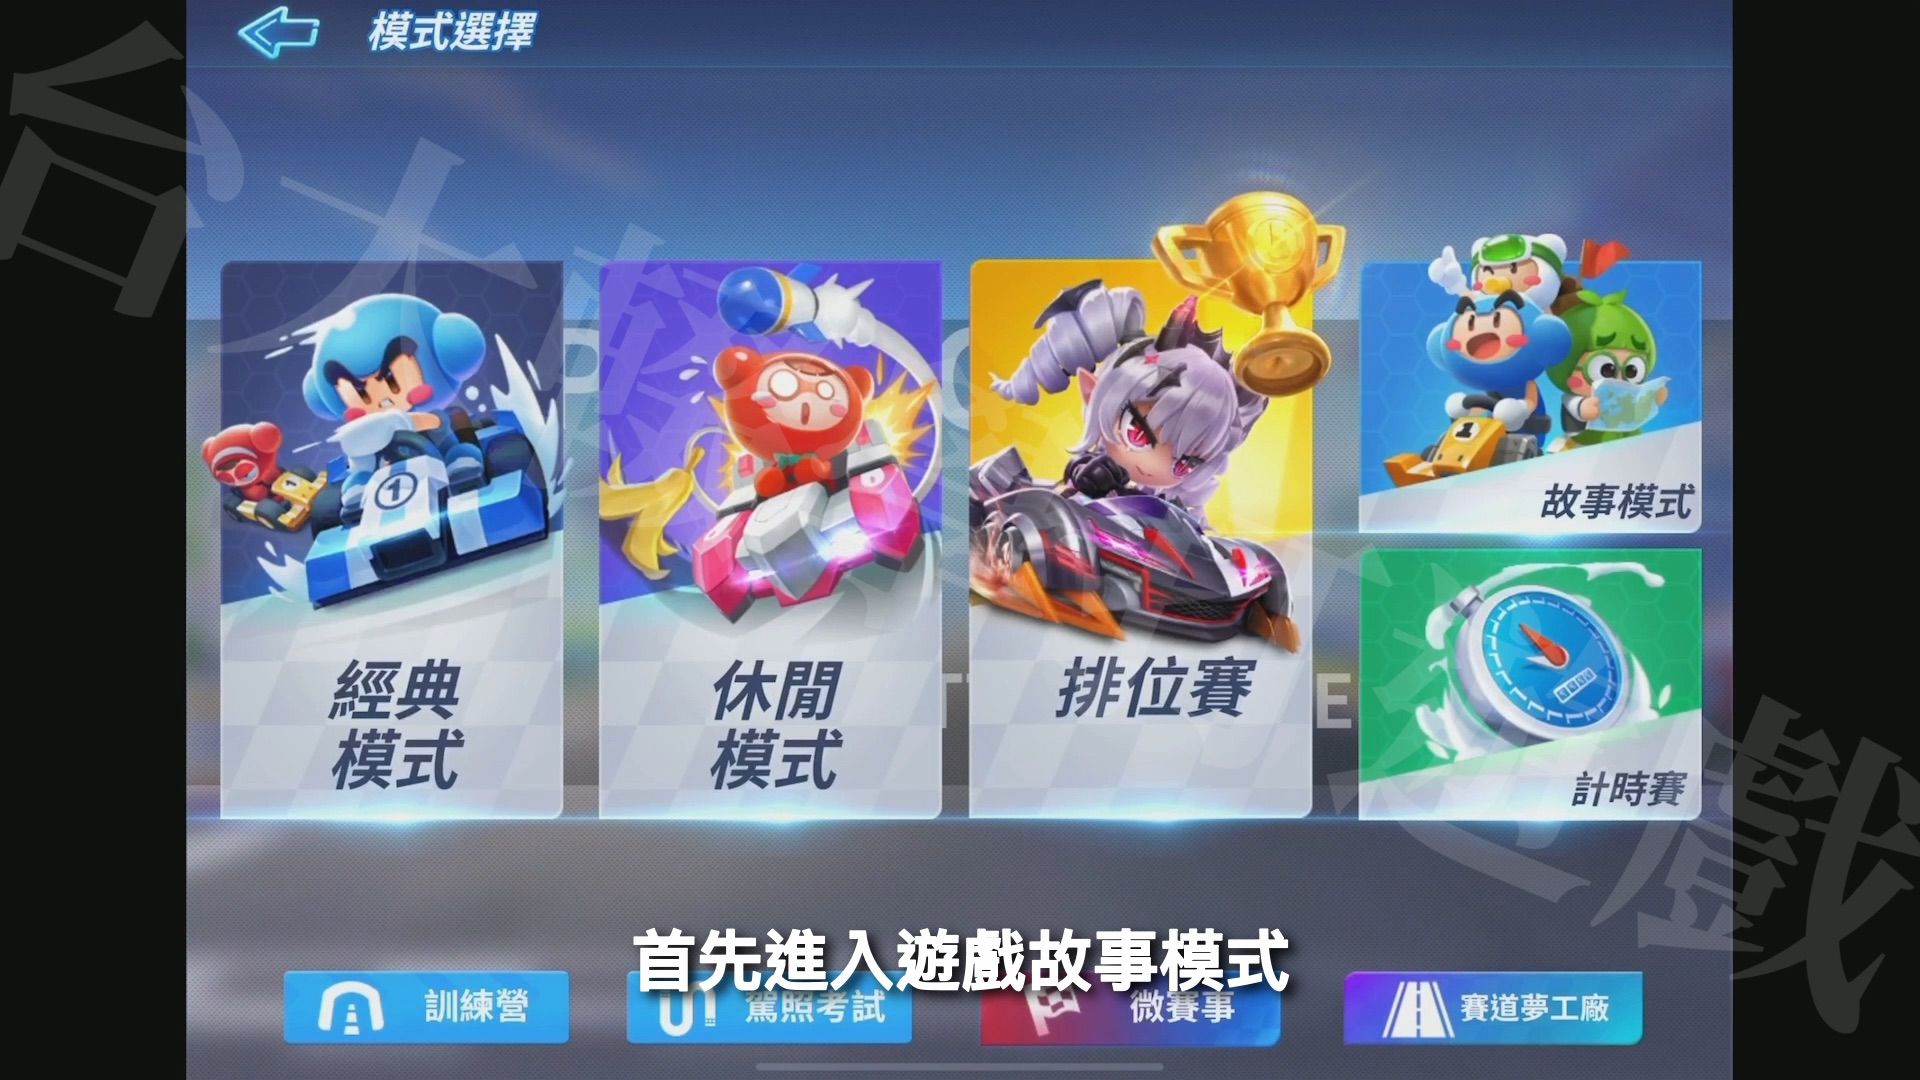 模式選擇
經典
模式
休閒
模式
排位賽
故事模式
計時賽
首先進入遊戲故事模式
訓練營
駕照考試
微賽事
賽道夢工廠
1